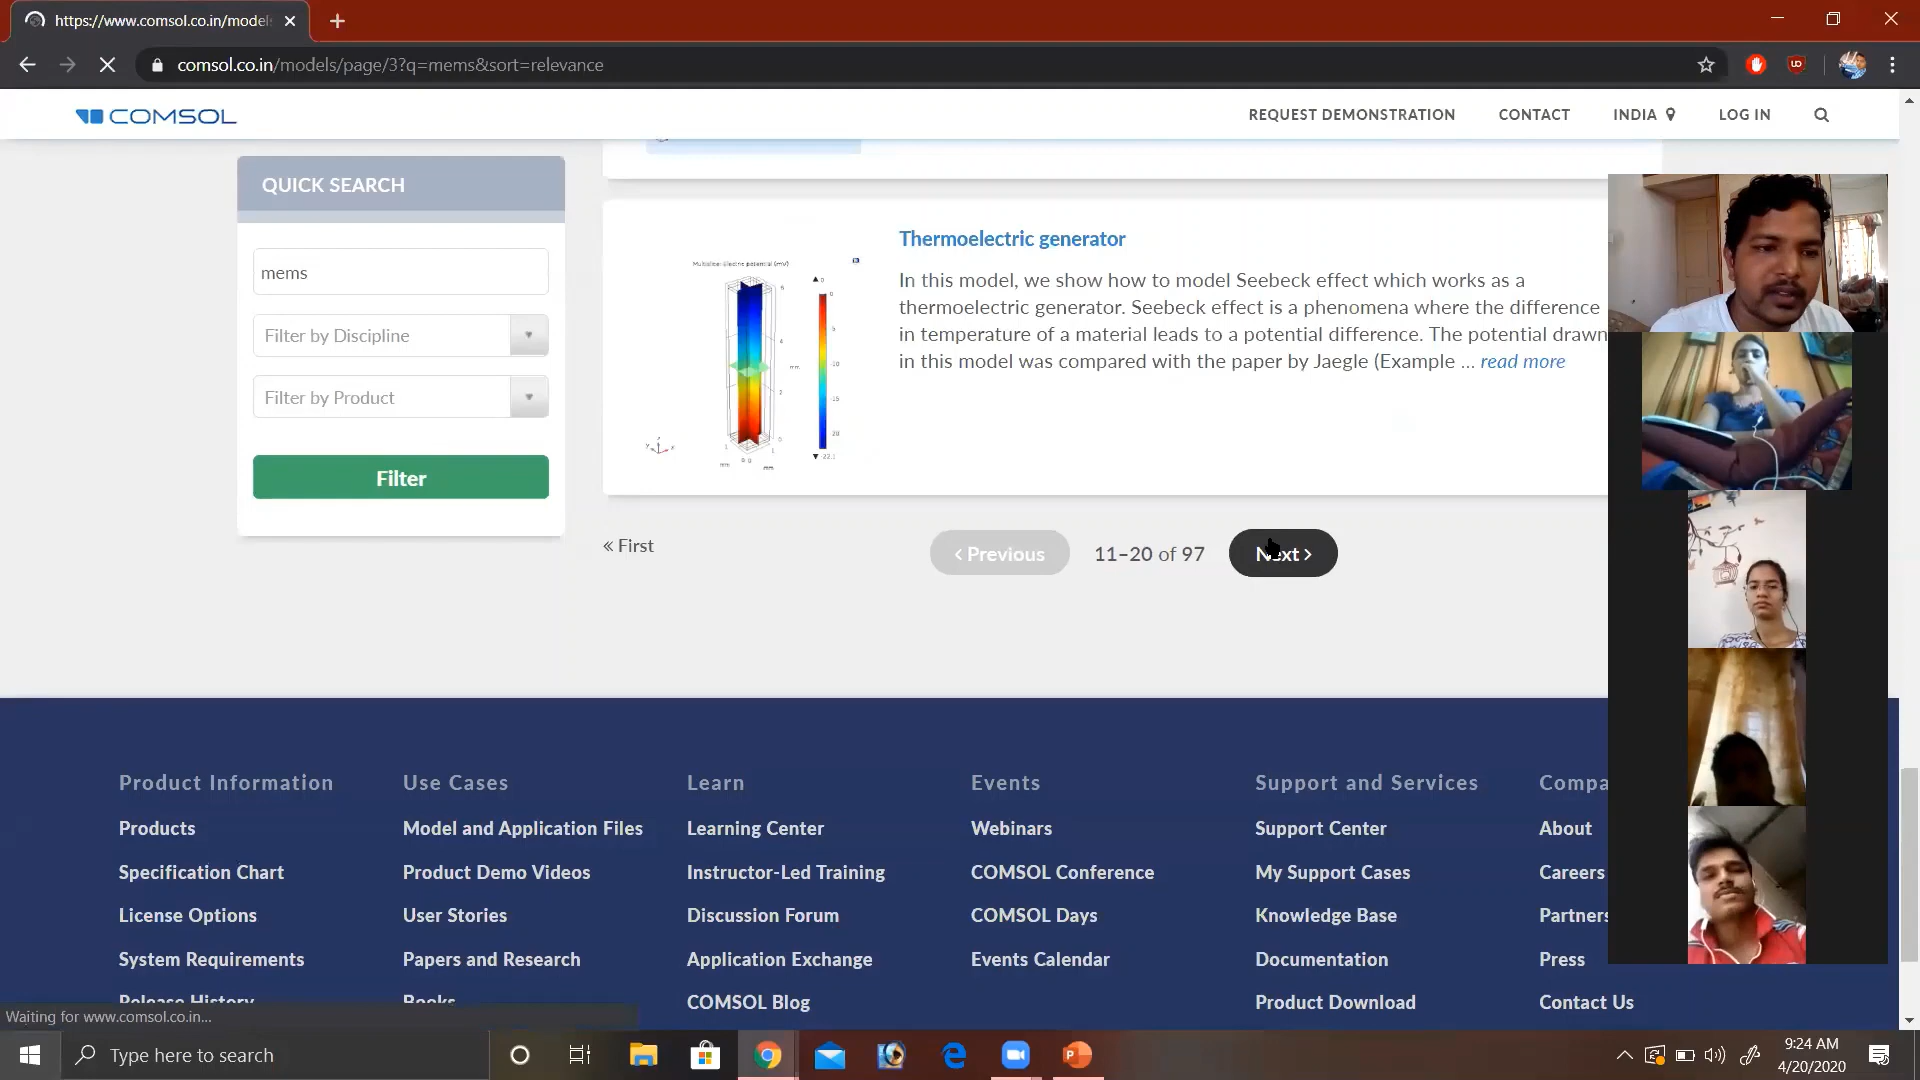 https://www.comsol.co.in/model
comsol.co.in/models/page/3?q=mems&sort=relevance
COMSOL
REQUEST DEMONSTRATION
CONTACT
INDIA
LOG IN
QUICK SEARCH
mems
Filter by Discipline
Filter by Product
Filter
Thermoelectric generator
In this model, we show how to model Seebeck effect which works as a
thermoelectric generator. Seebeck effect is a phenomena where the difference
in temperature of a material leads to a potential difference. The potential drawn
in this model was compared with the paper by Jaegle (Example ... read more
« First
‹ Previous
11–20 of 97
Next ›
Product Information
Products
Specification Chart
License Options
System Requirements
Release History
Use Cases
Model and Application Files
Product Demo Videos
User Stories
Papers and Research
Books
Learn
Learning Center
Instructor-Led Training
Discussion Forum
Application Exchange
COMSOL Blog
Events
Webinars
COMSOL Conference
COMSOL Days
Events Calendar
Support and Services
Support Center
My Support Cases
Knowledge Base
Documentation
Product Download
Compa
About
Careers
Partners
Press
Contact Us
Waiting for www.comsol.co.in...
Type here to search
9:24 AM
4/20/2020